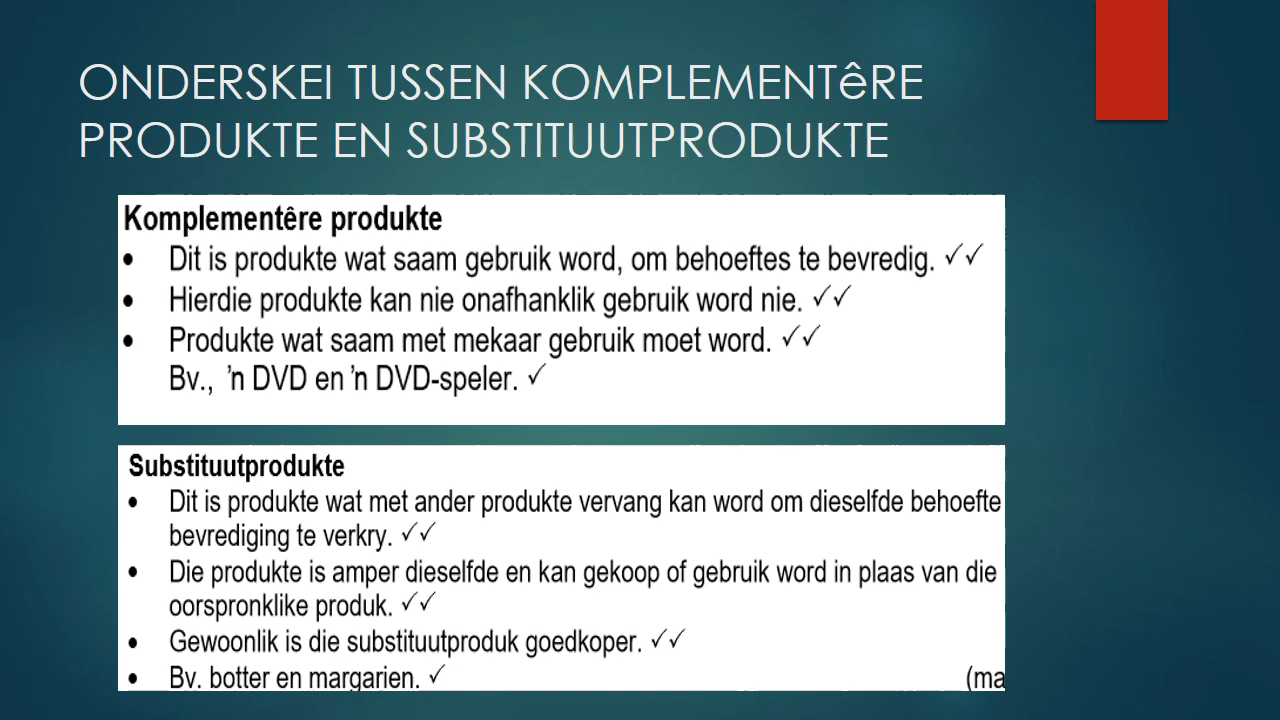 ONDERSKEI TUSSEN KOMPLEMENTêRE
PRODUKTE EN SUBSTITUUTPRODUKTE
Komplementêre produkte
• Dit is produkte wat saam gebruik word, om behoeftes te bevredig. ✓✓
• Hierdie produkte kan nie onafhanklik gebruik word nie. ✓✓
• Produkte wat saam met mekaar gebruik moet word. ✓✓
Bv., 'n DVD en 'n DVD-speler. ✓
Substituutprodukte
• Dit is produkte wat met ander produkte vervang kan word om dieselfde behoefte
bevrediging te verkry. ✓✓
• Die produkte is amper dieselfde en kan gekoop of gebruik word in plaas van die
oorspronklike produk. ✓✓
• Gewoonlik is die substituutproduk goedkoper. ✓✓
• Bv. botter en margarien. ✓ (ma